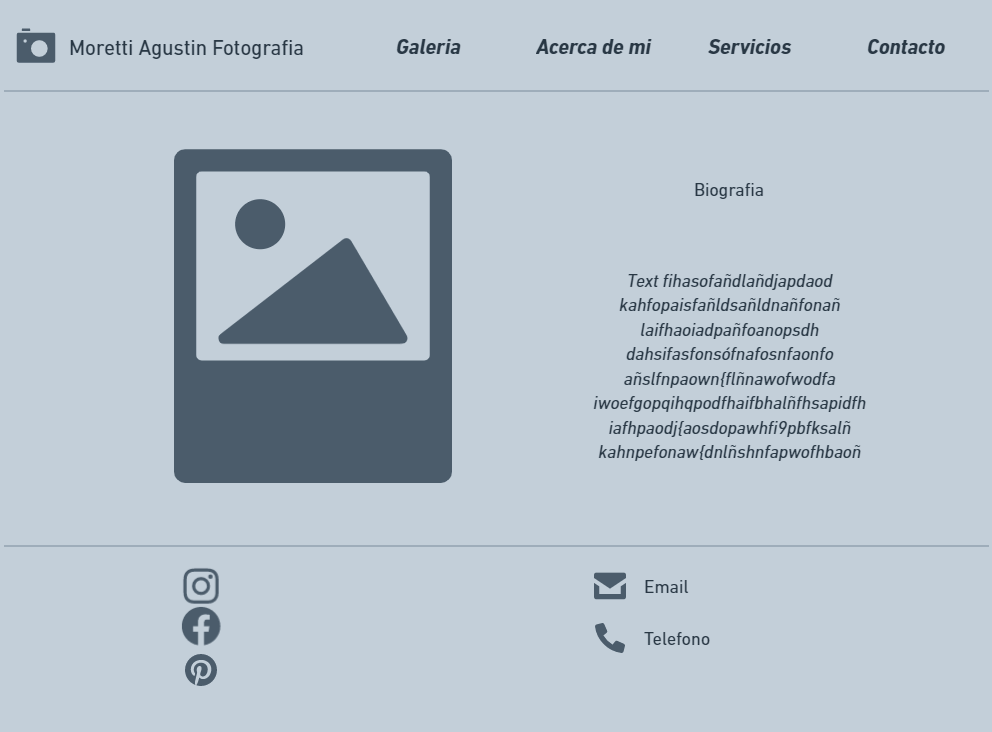 Moretti Agustin Fotografia
Galeria
Acerca de mi
Servicios
Contacto
Biografia
Text fihasofañdlañdjapdaod
kahfopaisfañldsañldnañfonañ
laifhaoiadpañfoanopsdh
dahsifasfonsófnafosnfaonfo
añslfnpaown{flñnawofwodfa
iwoefgopqihqpodfhaifbhalñfhsapidfh
iafhpaodj{aosdopawhfi9pbfksalñ
kahnpefonaw{dnlñshnfapwofhbaoñ
Email
Telefono